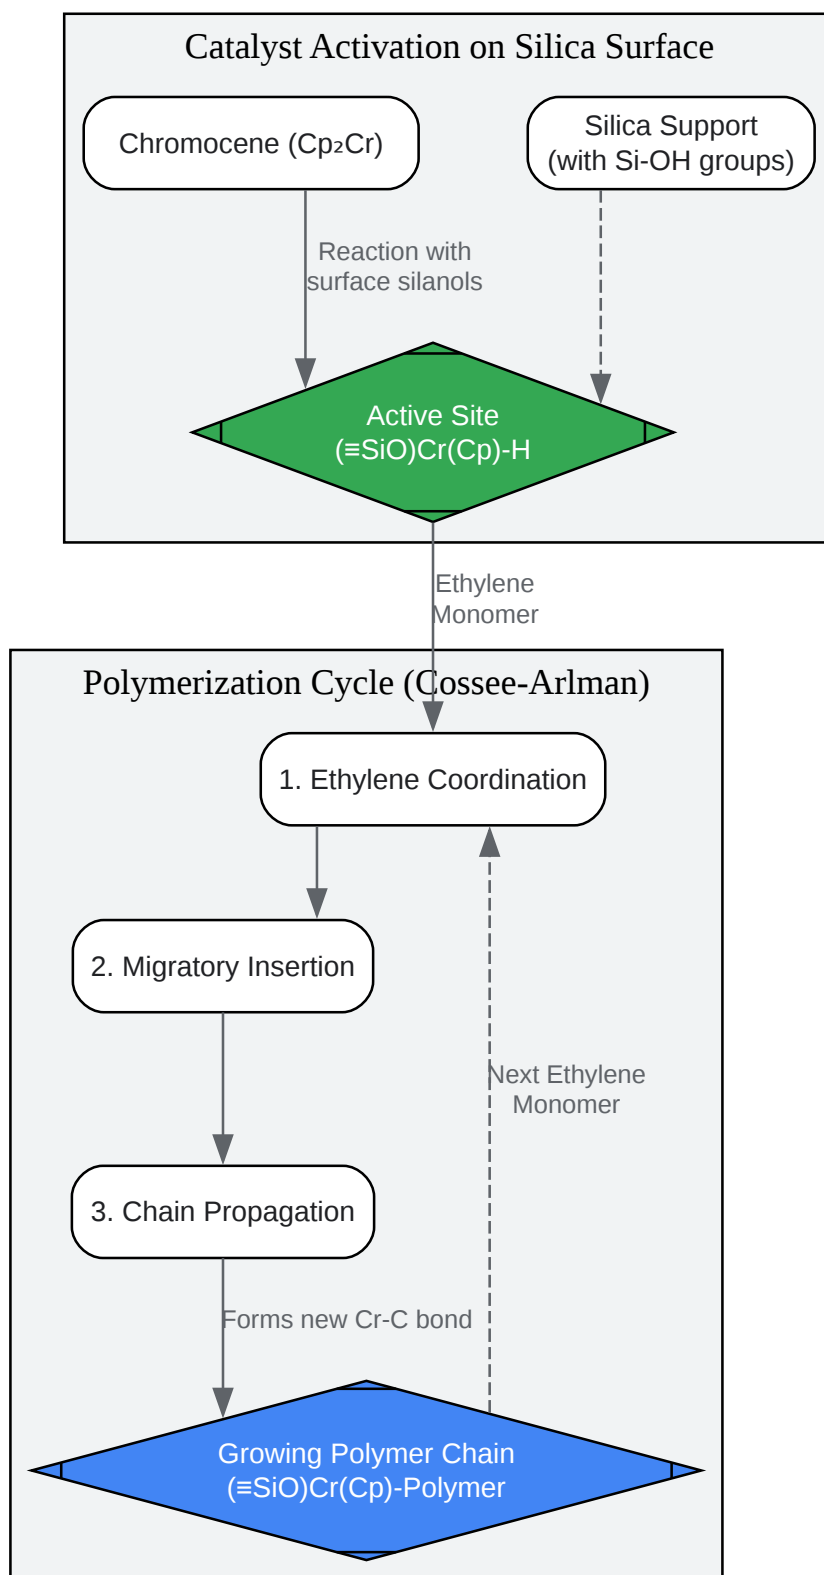 Catalyst Activation on Silica Surface
Chromocene (Cp₂Cr)
Silica Support
(with Si-OH groups)
Reaction with
surface silanols
Active Site
(≡SiO)Cr(Cp)-H
Ethylene
Monomer
Polymerization Cycle (Cossee-Arlman)
1. Ethylene Coordination
2. Migratory Insertion
Next Ethylene
Monomer
3. Chain Propagation
Forms new Cr-C bond
Growing Polymer Chain
(≡SiO)Cr(Cp)-Polymer